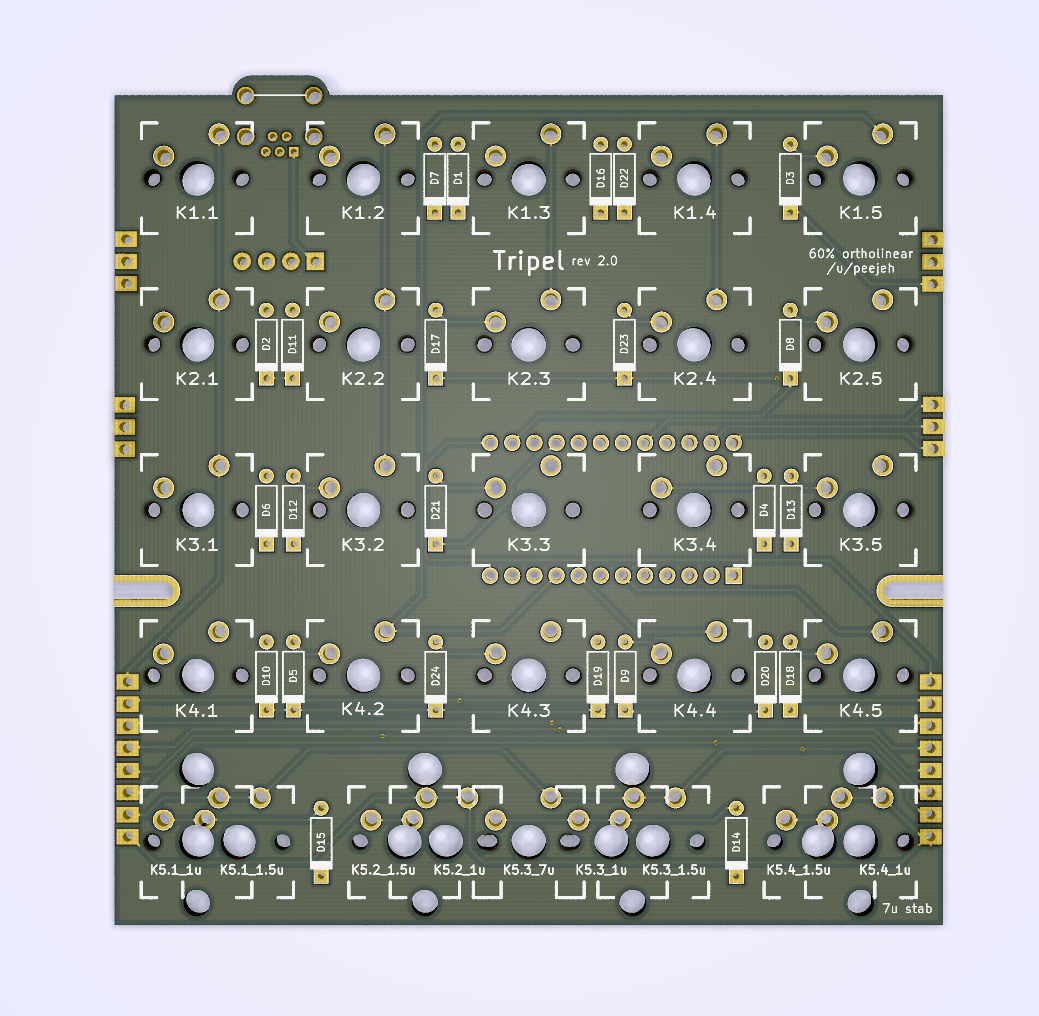 D7
D1
D16
D22
D3
K1.1
K1.2
K1.3
K1.4
K1.5
Tripel rev 2.0
60% ortholinear
/u/peejeh
D2
D11
D17
D23
D8
K2.1
K2.2
K2.3
K2.4
K2.5
D6
D12
D21
D4
D13
K3.1
K3.2
K3.3
K3.4
K3.5
D10
D5
D24
D19
D9
D20
D18
K4.1
K4.2
K4.3
K4.4
K4.5
D15
D14
K5.1_1u
K5.1_1.5u
K5.2_1.5u
K5.2_1u
K5.3_7u
K5.3_1u
K5.3_1.5u
K5.4_1.5u
K5.4_1u
7u stab